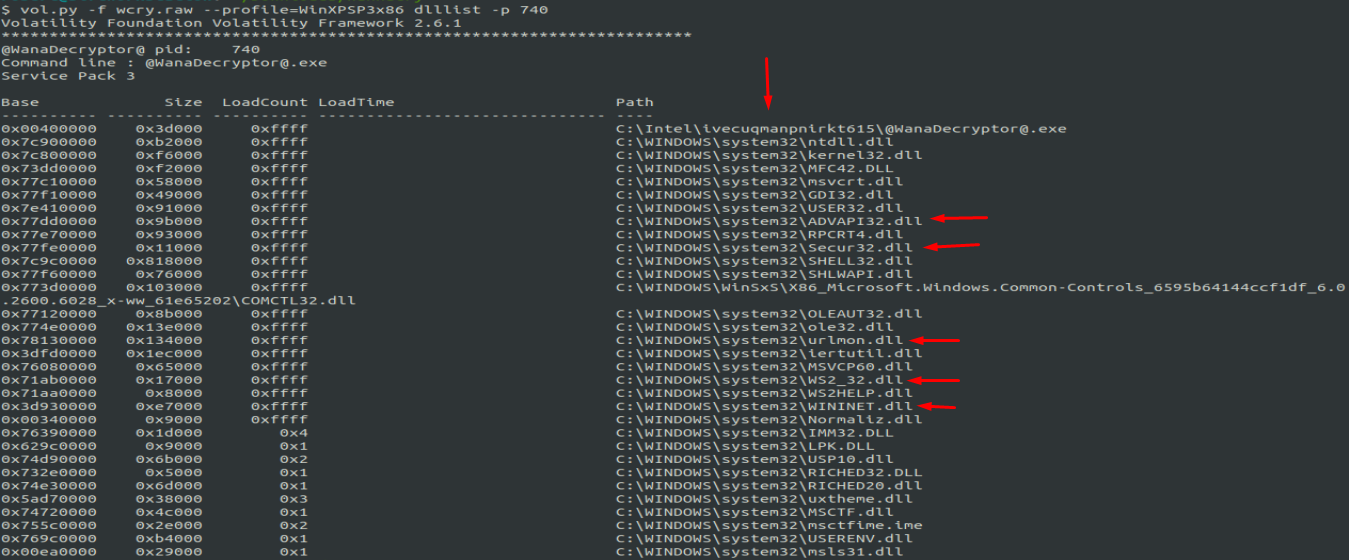 $ vol.py -f wcry.raw --profile=WinXPSP3x86 dlllist -p 740
Volatility Foundation Volatility Framework 2.6.1
************************************************************************
@WanaDecryptor@ pid:    740
Command line : @WanaDecryptor@.exe
Service Pack 3
Base             Size  LoadCount LoadTime                       Path
---------- ---------- ---------- ------------------------------ ----
0x00400000    0x3d000     0xffff                                C:\Intel\ivecuqmanpnirkt615\@WanaDecryptor@.exe
0x7c900000    0xb2000     0xffff                                C:\WINDOWS\system32\ntdll.dll
0x7c800000    0xf6000     0xffff                                C:\WINDOWS\system32\kernel32.dll
0x73dd0000    0xf2000     0xffff                                C:\WINDOWS\system32\MFC42.DLL
0x77c10000    0x58000     0xffff                                C:\WINDOWS\system32\msvcrt.dll
0x77f10000    0x49000     0xffff                                C:\WINDOWS\system32\GDI32.dll
0x7e410000    0x91000     0xffff                                C:\WINDOWS\system32\USER32.dll
0x77dd0000    0x9b000     0xffff                                C:\WINDOWS\system32\ADVAPI32.dll
0x77e70000    0x93000     0xffff                                C:\WINDOWS\system32\RPCRT4.dll
0x77fe0000    0x11000     0xffff                                C:\WINDOWS\system32\Secur32.dll
0x7c9c0000   0x818000     0xffff                                C:\WINDOWS\system32\SHELL32.dll
0x77f60000    0x76000     0xffff                                C:\WINDOWS\system32\SHLWAPI.dll
0x773d0000   0x103000     0xffff                                C:\WINDOWS\WinSxS\X86_Microsoft.Windows.Common-Controls_6595b64144ccf1df_6.0
.2600.6028_x-ww_61e65202\COMCTL32.dll
0x77120000    0x8b000     0xffff                                C:\WINDOWS\system32\OLEAUT32.dll
0x774e0000   0x13e000     0xffff                                C:\WINDOWS\system32\ole32.dll
0x78130000   0x134000     0xffff                                C:\WINDOWS\system32\urlmon.dll
0x3dfd0000   0x1ec000     0xffff                                C:\WINDOWS\system32\iertutil.dll
0x76080000    0x65000     0xffff                                C:\WINDOWS\system32\MSVCP60.dll
0x71ab0000    0x17000     0xffff                                C:\WINDOWS\system32\WS2_32.dll
0x71aa0000     0x8000     0xffff                                C:\WINDOWS\system32\WS2HELP.dll
0x3d930000    0xe7000     0xffff                                C:\WINDOWS\system32\WININET.dll
0x00340000     0x9000     0xffff                                C:\WINDOWS\system32\Normaliz.dll
0x76390000    0x1d000        0x4                                C:\WINDOWS\system32\IMM32.DLL
0x629c0000     0x9000        0x1                                C:\WINDOWS\system32\LPK.DLL
0x74d90000    0x6b000        0x2                                C:\WINDOWS\system32\USP10.dll
0x732e0000     0x5000        0x1                                C:\WINDOWS\system32\RICHED32.DLL
0x74e30000    0x6d000        0x1                                C:\WINDOWS\system32\RICHED20.dll
0x5ad70000    0x38000        0x3                                C:\WINDOWS\system32\uxtheme.dll
0x74720000    0x4c000        0x1                                C:\WINDOWS\system32\MSCTF.dll
0x755c0000    0x2e000        0x2                                C:\WINDOWS\system32\msctfime.ime
0x769c0000    0xb4000        0x1                                C:\WINDOWS\system32\USERENV.dll
0x00ea0000    0x29000        0x1                                C:\WINDOWS\system32\msls31.dll